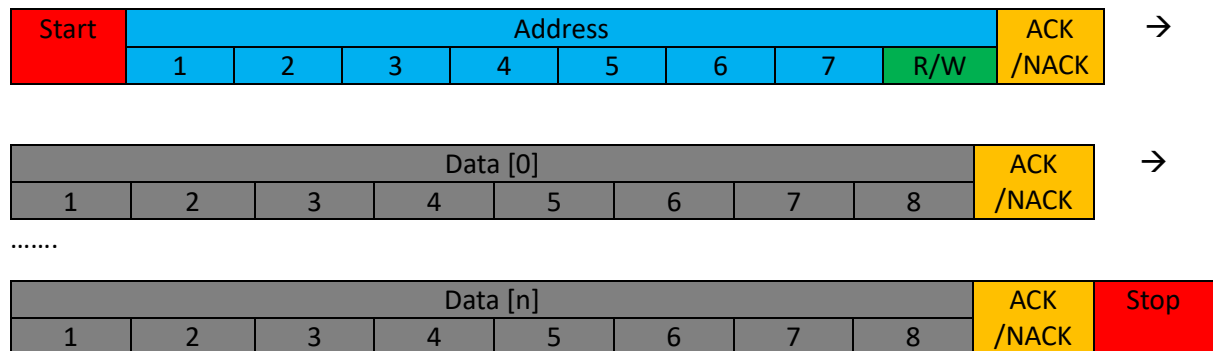 Start Address ACK →
1 2 3 4 5 6 7 R/W /NACK
Data [0] ACK →
1 2 3 4 5 6 7 8 /NACK
.......
Data [n] ACK Stop
1 2 3 4 5 6 7 8 /NACK